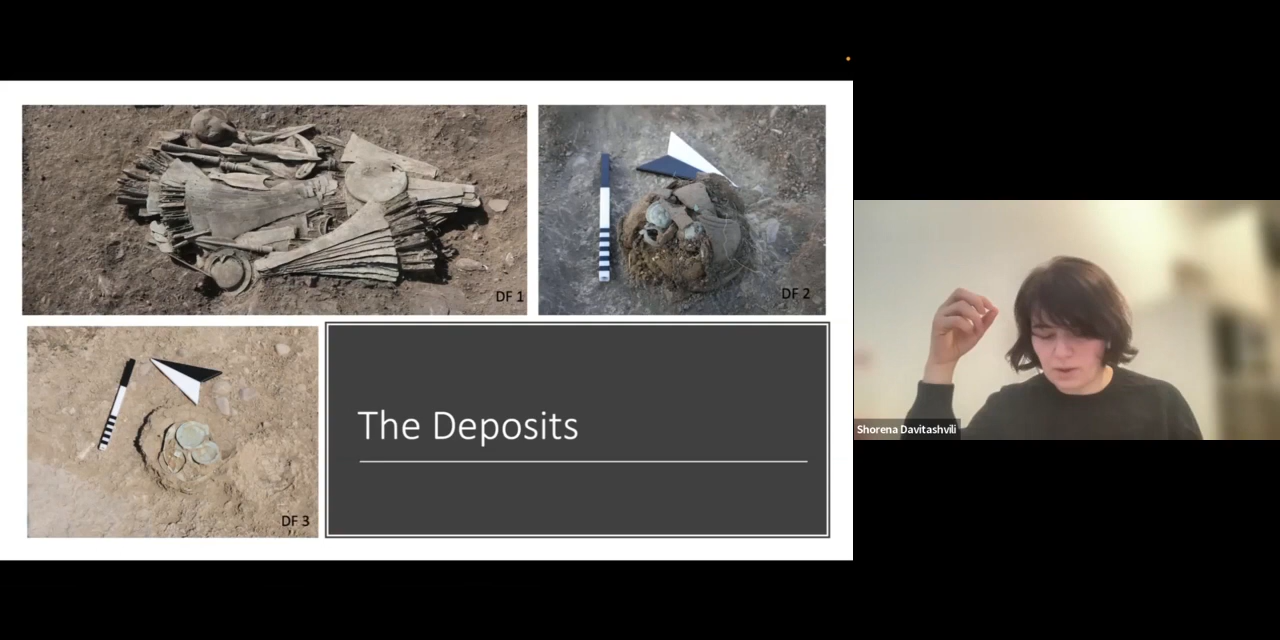 DF 1
DF 2
DF 3
The Deposits
Shorena Davitashvili